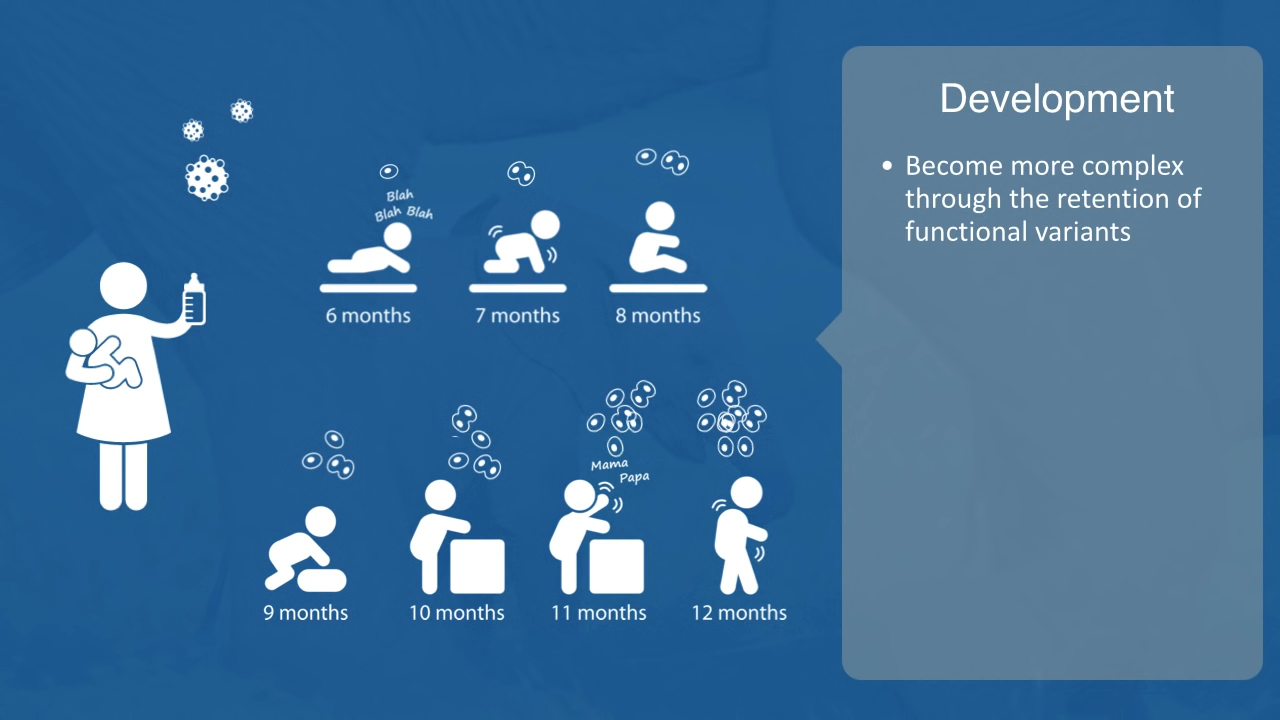 Development
• Become more complex
through the retention of
functional variants
Blah
Blah Blah
6 months
7 months
8 months
Mama
Papa
9 months
10 months
11 months
12 months